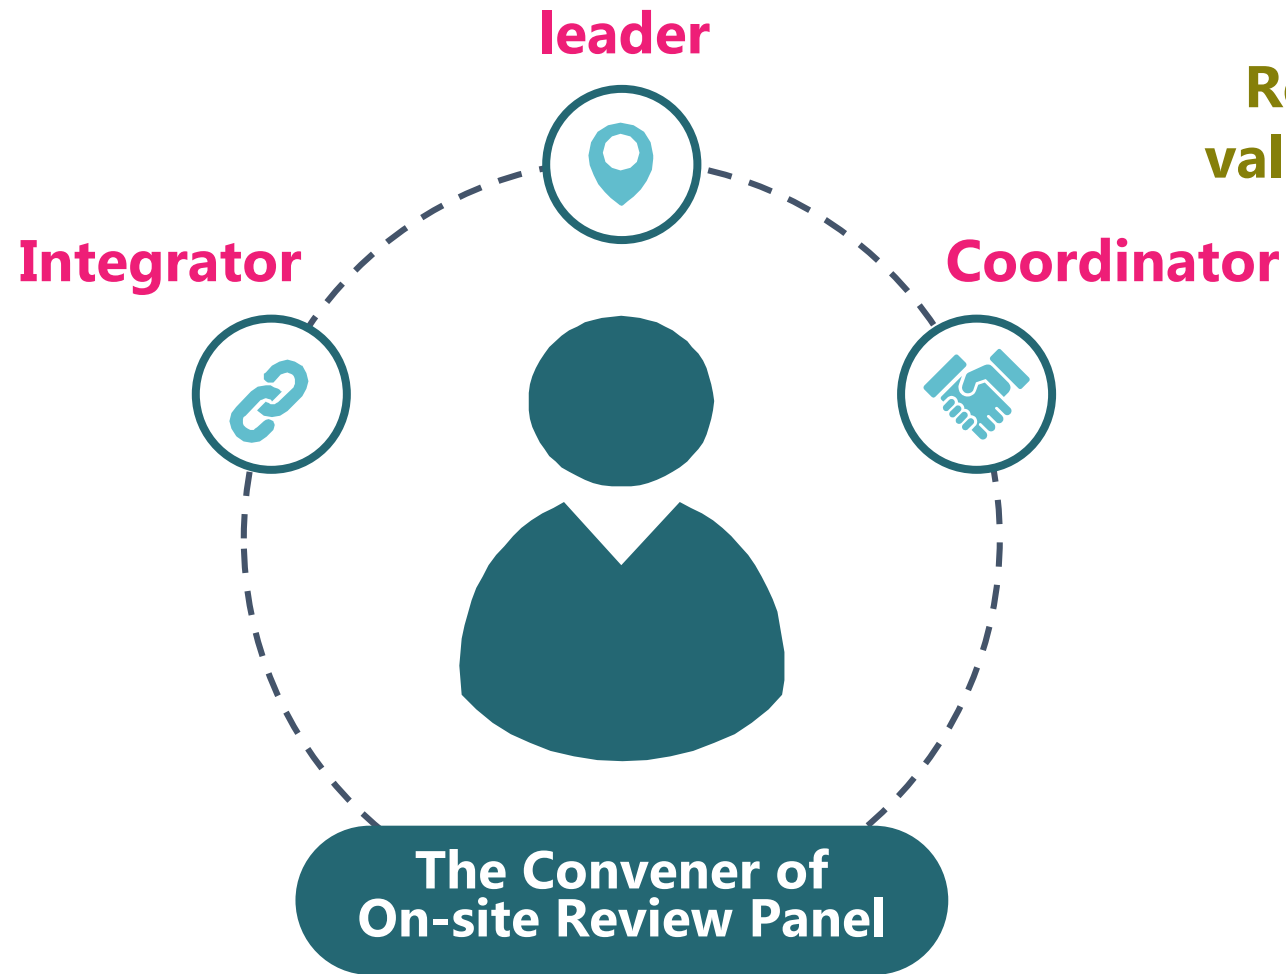 leader
Integrator
Coordinator
The Convener of
On-site Review Panel